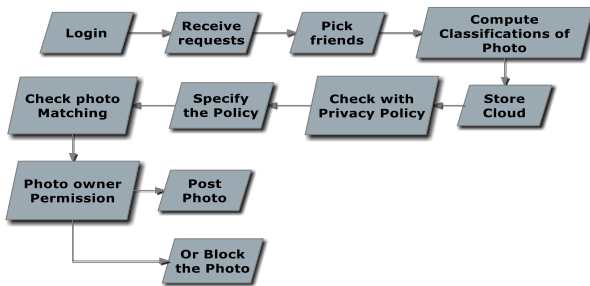 Login
Receive
requests
Pick
friends
Compute
Classifications of
Photo
Store
Cloud
Check with
Privacy Policy
Specify
the Policy
Check photo
Matching
Photo owner
Permission
Post
Photo
Or Block
the Photo